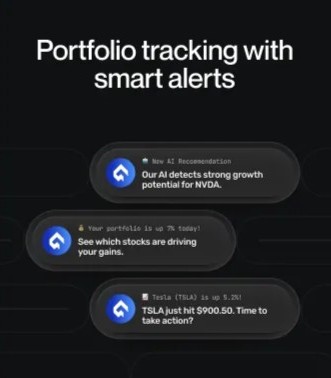 Portfolio tracking with
smart alerts
🤖 New AI Recommendation
Our AI detects strong growth
potential for NVDA.
💰 Your portfolio is up 7% today!
See which stocks are driving
your gains.
📈 Tesla (TSLA) is up 5.2%!
TSLA just hit $900.50. Time to
take action?